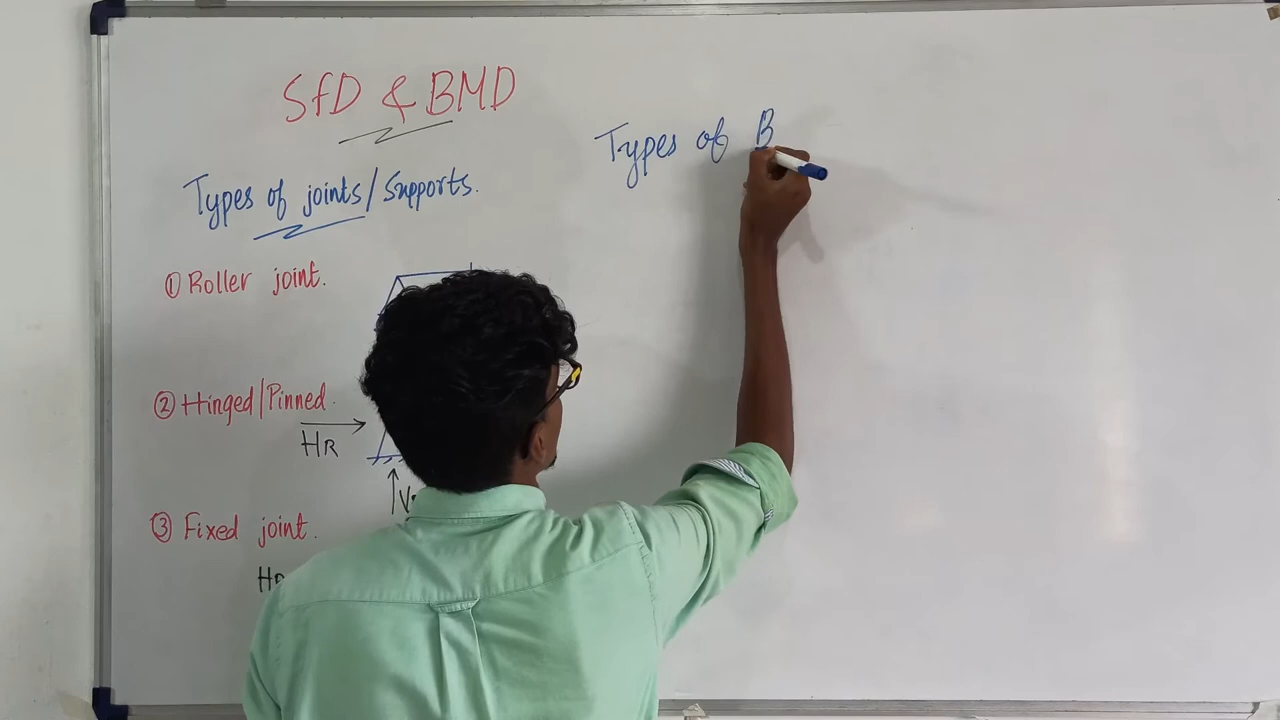 SfD & BMD
Types of joints/Supports.
① Roller joint.
② Hinged/Pinned.
HR
③ Fixed joint.
Types of B